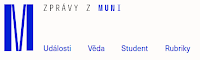 M ZPRÁVY Z MUNI
Události Věda Student Rubriky